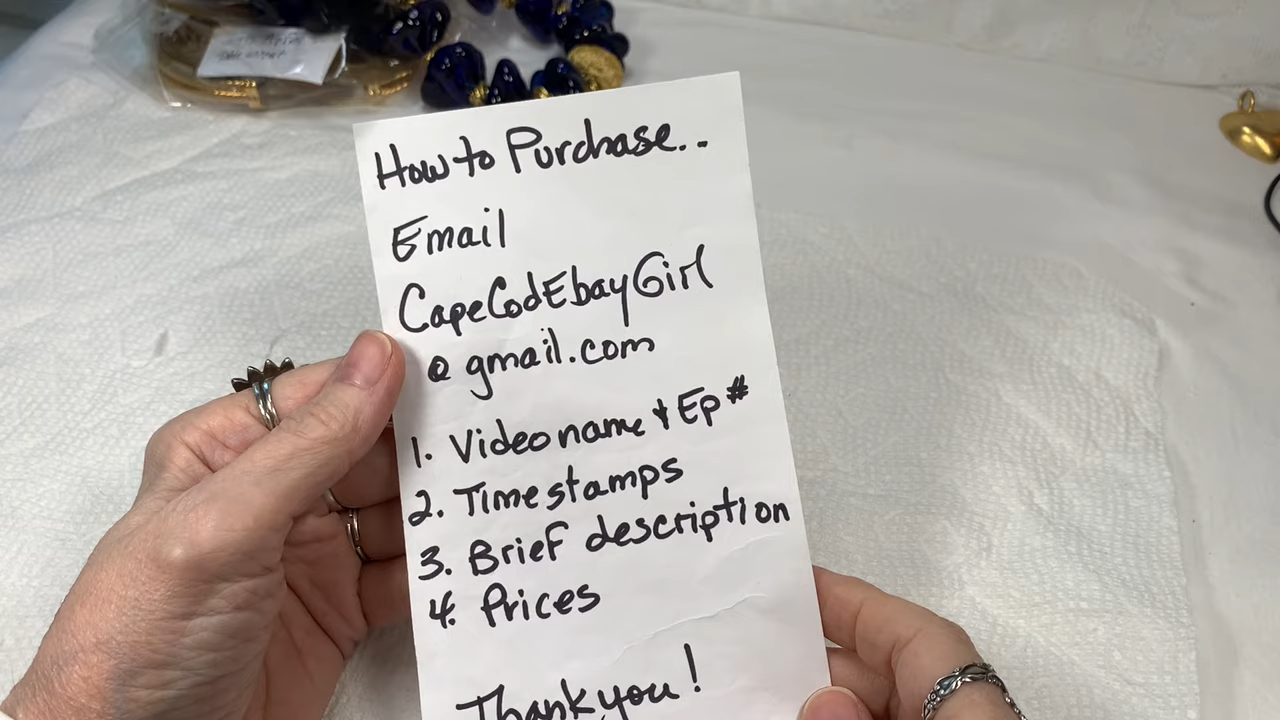 How to Purchase..
Email
CapeCodEbayGirl
@ gmail.com
1. Video name & Ep #
2. Timestamps
3. Brief description
4. Prices
Thank you!